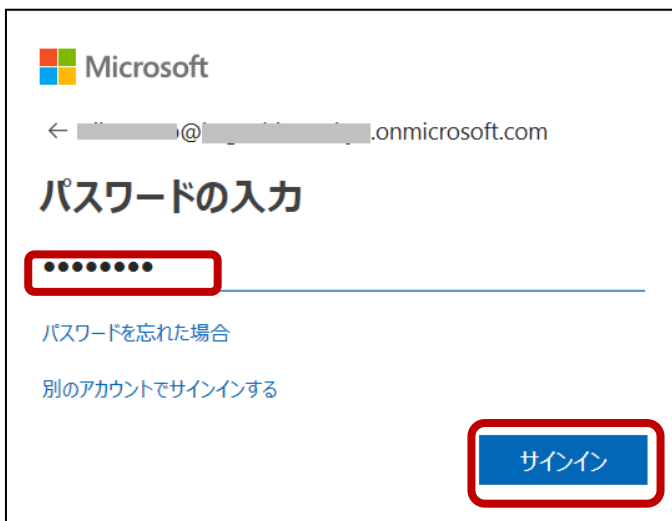 Microsoft
← @ .onmicrosoft.com
パスワードの入力
••••••••
パスワードを忘れた場合
別のアカウントでサインインする
サインイン